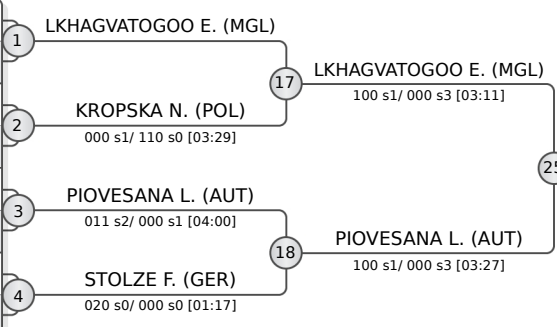 LKHAGVATOGOO E. (MGL)
1
17
LKHAGVATOGOO E. (MGL)
100 s1/ 000 s3 [03:11]
KROPSKA N. (POL)
2
000 s1/ 110 s0 [03:29]
25
PIOVESANA L. (AUT)
3
011 s2/ 000 s1 [04:00]
18
PIOVESANA L. (AUT)
100 s1/ 000 s3 [03:27]
STOLZE F. (GER)
4
020 s0/ 000 s0 [01:17]